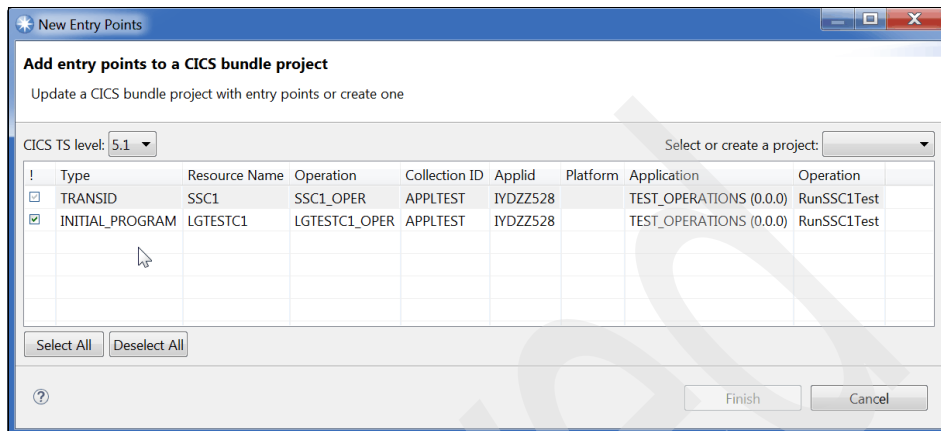 New Entry Points
Add entry points to a CICS bundle project
Update a CICS bundle project with entry points or create one
CICS TS level: 5.1 Select or create a project:
! Type Resource Name Operation Collection ID Applid Platform Application Operation
TRANSID SSC1 SSC1_OPER APPLTEST IYDZZ528 TEST_OPERATIONS (0.0.0) RunSSC1Test
INITIAL_PROGRAM LGTESTC1 LGTESTC1_OPER APPLTEST IYDZZ528 TEST_OPERATIONS (0.0.0) RunSSC1Test
Select All Deselect All
? Finish Cancel